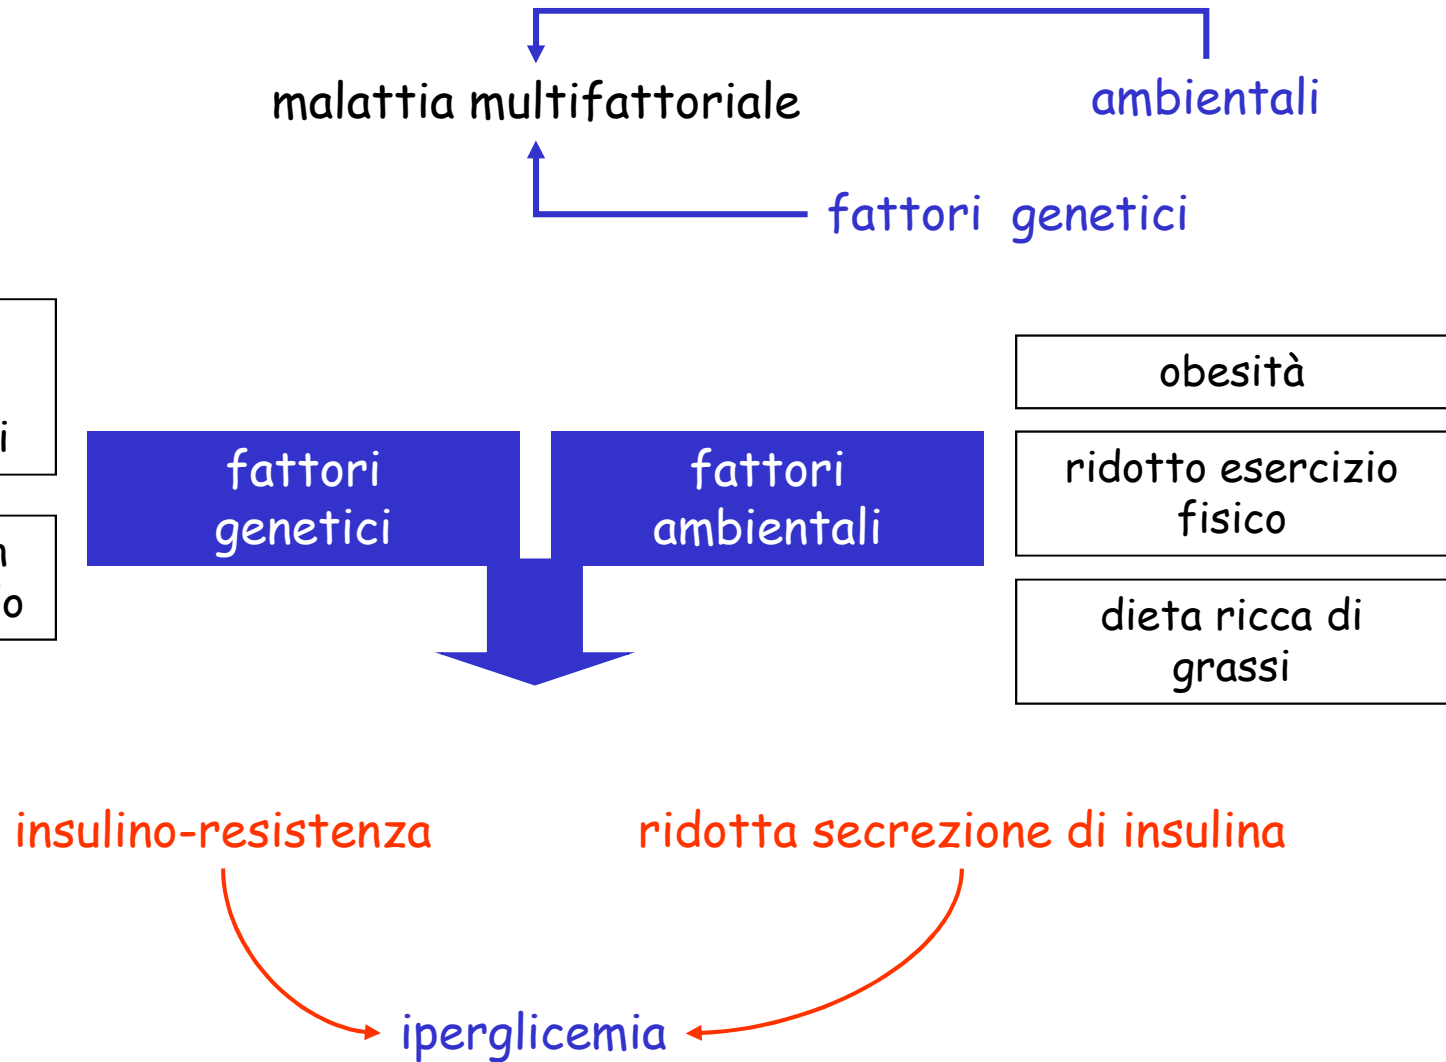 malattia multifattoriale
ambientali
fattori genetici
fattori
genetici
fattori
ambientali
obesità
ridotto esercizio
fisico
dieta ricca di
grassi
insulino-resistenza
ridotta secrezione di insulina
iperglicemia